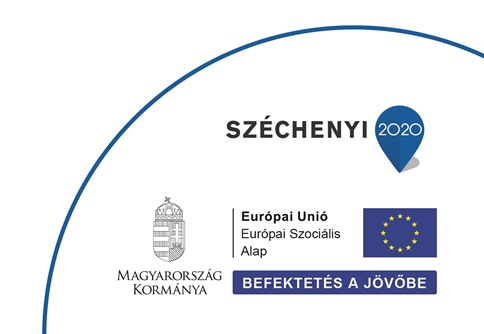 SZÉCHENYI 2020
Európai Unió
Európai Szociális
Alap
MAGYARORSZÁG
KORMÁNYA
BEFEKTETÉS A JÖVŐBE